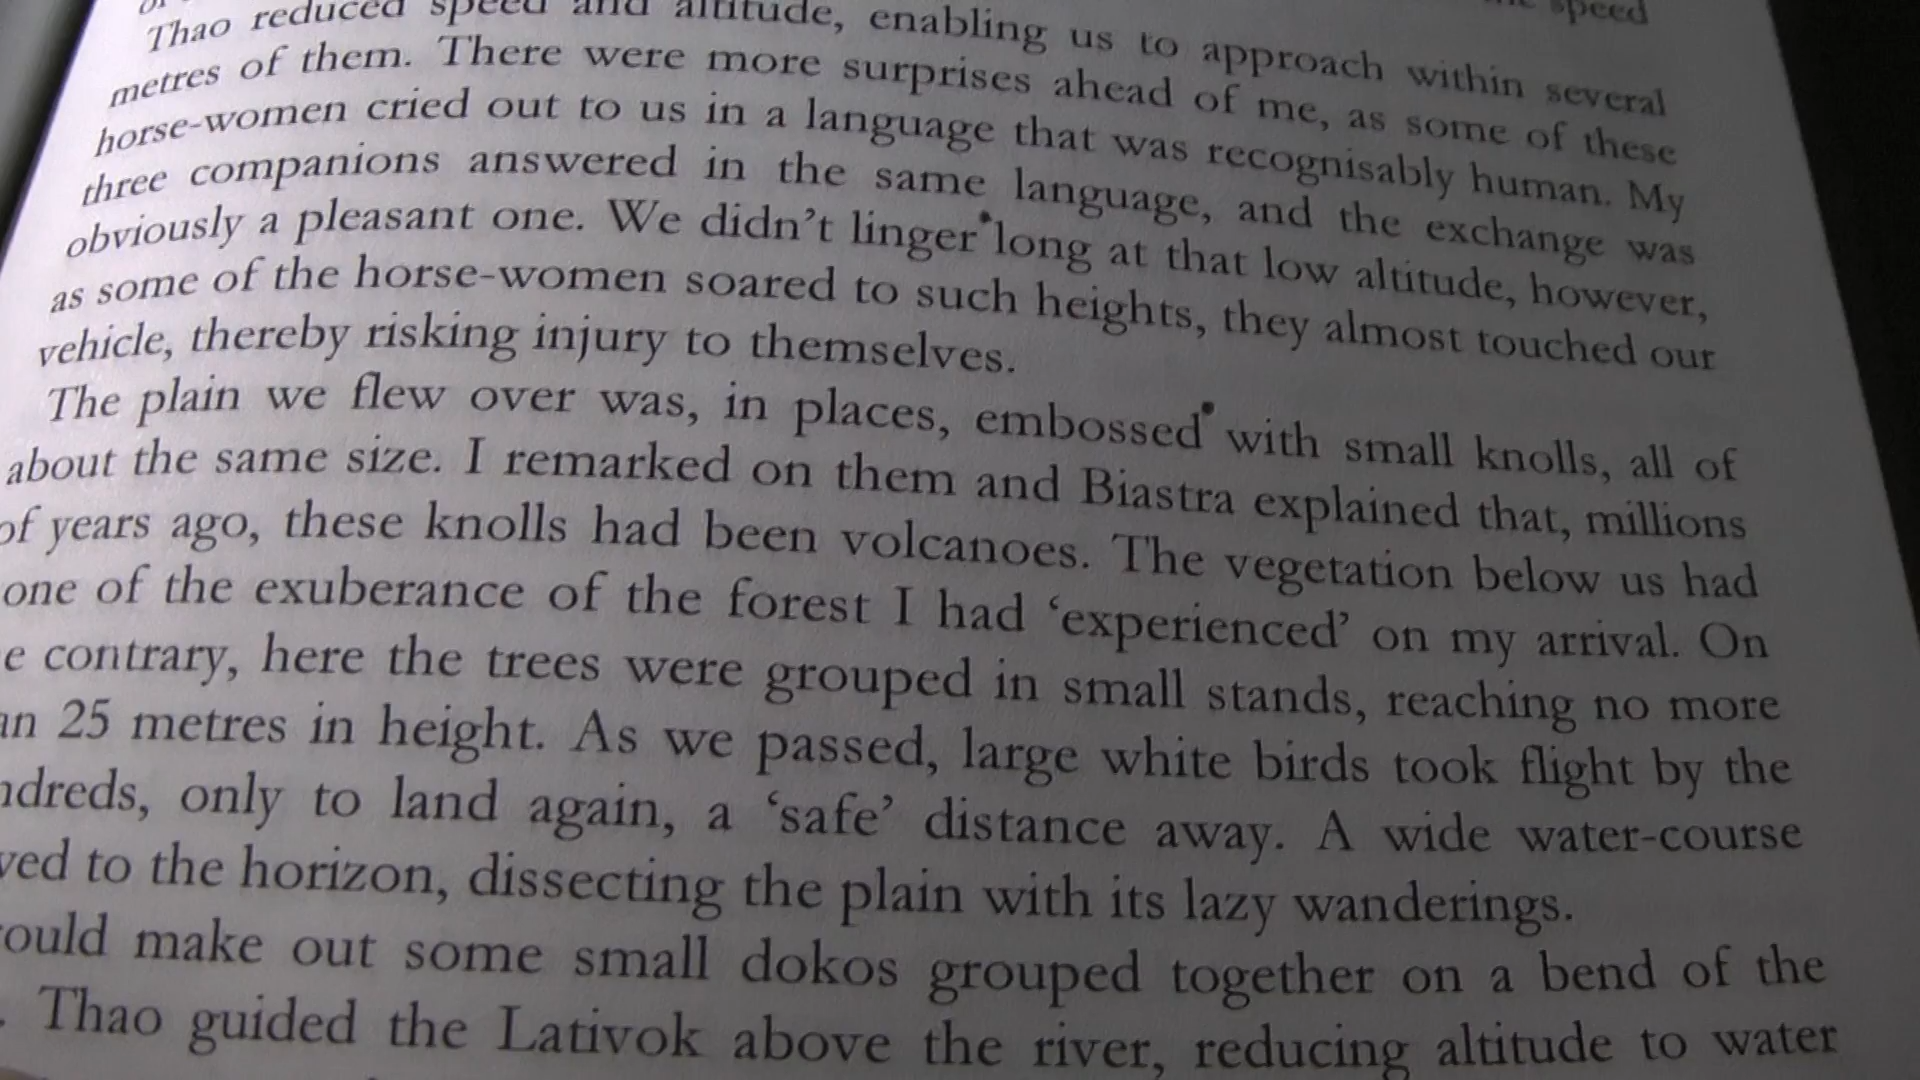 speed
Thao reduced speed and altitude, enabling us to approach within several
metres of them. There were more surprises ahead of me, as some of these
horse-women cried out to us in a language that was recognisably human. My
three companions answered in the same language, and the exchange was
obviously a pleasant one. We didn't linger long at that low altitude, however,
as some of the horse-women soared to such heights, they almost touched our
vehicle, thereby risking injury to themselves.
The plain we flew over was, in places, embossed with small knolls, all of
about the same size. I remarked on them and Biastra explained that, millions
of years ago, these knolls had been volcanoes. The vegetation below us had
one of the exuberance of the forest I had ‘experienced’ on my arrival. On
e contrary, here the trees were grouped in small stands, reaching no more
an 25 metres in height. As we passed, large white birds took flight by the
ndreds, only to land again, a ‘safe’ distance away. A wide water-course
ved to the horizon, dissecting the plain with its lazy wanderings.
ould make out some small dokos grouped together on a bend of the
. Thao guided the Lativok above the river, reducing altitude to water